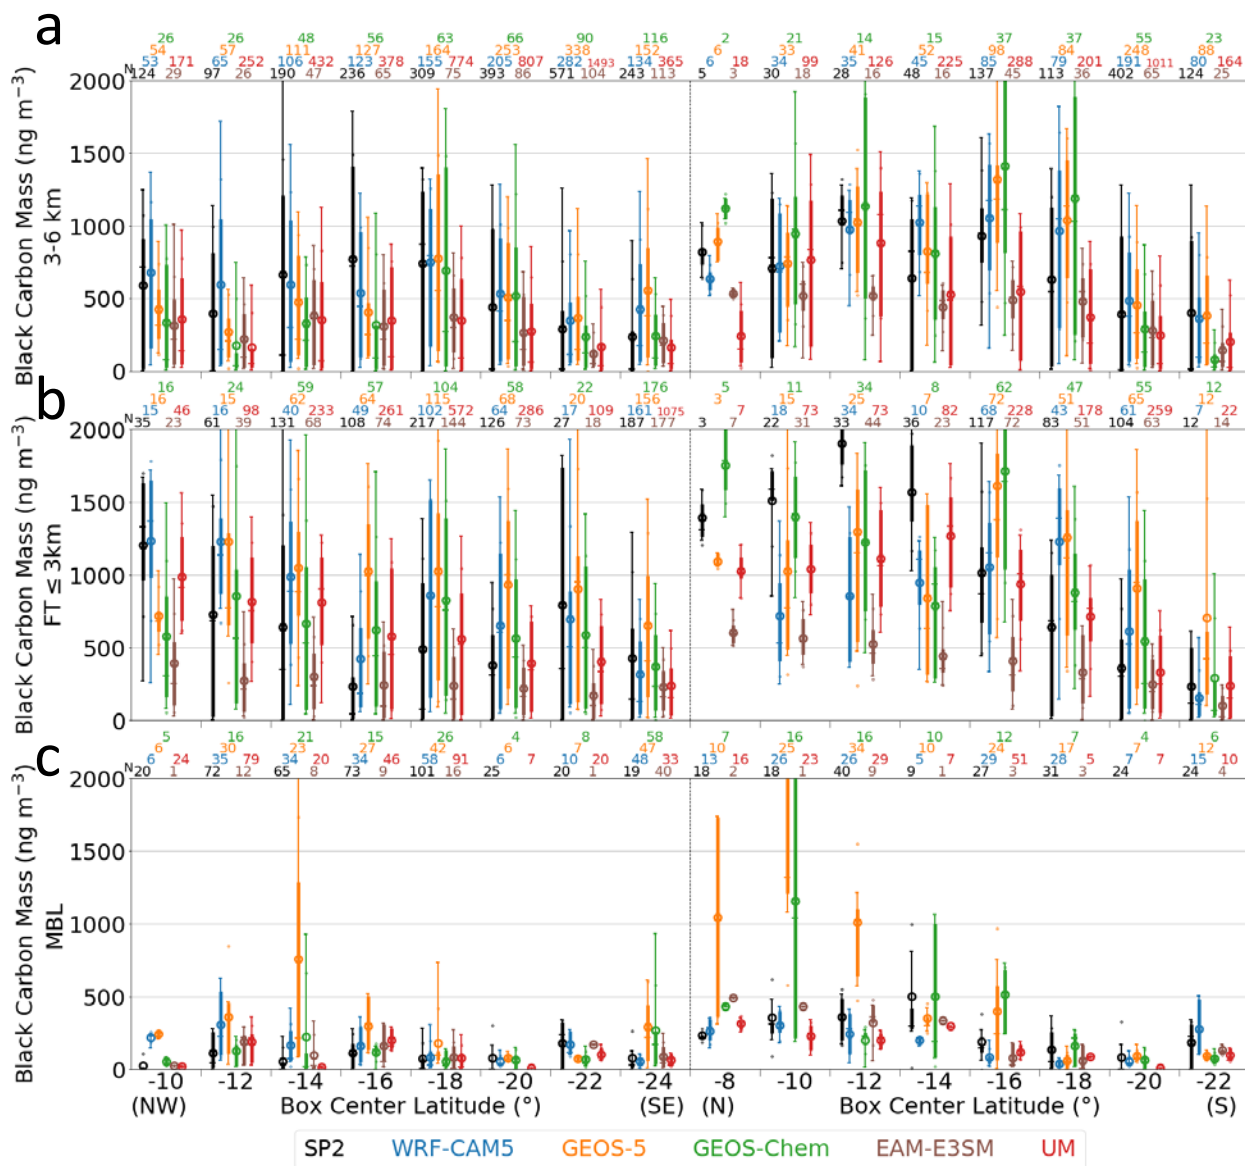 a
26 26 48 56 63 66 90 116 2 21 14 15 37 37 55 23
54 57 111 127 164 253 338 152 6 33 41 52 98 84 248 88
53 171 65 252 106 432 123 378 155 774 205 807 282 1493 134 365 6 18 34 99 35 126 45 225 85 288 79 201 191 1011 80 164
N 124 29 97 26 190 47 236 65 309 75 393 86 571 104 243 113 5 3 30 18 28 16 48 16 137 45 113 36 402 65 124 25
Black Carbon Mass (ng m⁻³)
3-6 km
2000
1500
1000
500
0
b
16 24 59 57 104 58 22 176 5 11 34 8 62 47 55 12
16 15 62 64 115 68 20 156 3 15 25 7 72 51 65 12
15 46 16 98 40 233 49 261 102 572 64 286 17 109 161 1075 7 18 73 34 73 10 82 68 228 43 178 61 259 7 22
N 35 23 61 39 131 68 108 74 217 144 126 73 27 18 187 177 3 7 22 31 33 44 36 23 117 72 83 51 104 63 12 14
Black Carbon Mass (ng m⁻³)
FT ≤ 3km
2000
1500
1000
500
0
c
5 16 21 15 26 4 8 58 7 16 16 10 12 7 4 6
6 30 23 27 42 6 7 47 10 25 34 10 24 17 7 12
6 24 35 79 34 20 34 46 58 91 6 7 10 20 48 33 13 16 26 23 26 29 5 7 29 51 28 5 7 7 15 10
N 20 1 72 12 65 8 73 9 101 16 25 20 1 19 40 18 2 18 1 40 9 9 1 27 3 31 3 24 24 4
Black Carbon Mass (ng m⁻³)
MBL
2000
1500
1000
500
0
-10 -12 -14 -16 -18 -20 -22 -24 -8 -10 -12 -14 -16 -18 -20 -22
(NW) Box Center Latitude (°) (SE) (N) Box Center Latitude (°) (S)
SP2 WRF-CAM5 GEOS-5 GEOS-Chem EAM-E3SM UM